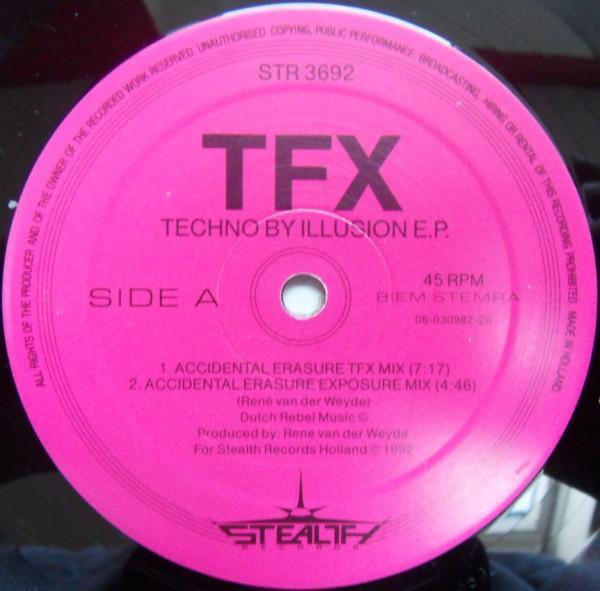 ALL RIGHTS OF THE PRODUCER AND OF THE OWNER OF THE RECORDED WORK RESERVED. UNAUTHORISED COPYING, PUBLIC PERFORMANCE, BROADCASTING, HIRING OR RENTAL OF THIS RECORDING PROHIBITED. MADE IN HOLLAND
STR 3692
TFX
TECHNO BY ILLUSION E.P.
SIDE A
45 RPM
BIEM STEMRA
08-030982-20
1. ACCIDENTAL ERASURE TFX MIX (7:17)
2. ACCIDENTAL ERASURE EXPOSURE MIX (4:46)
(René van der Weyde)
Dutch Rebel Music ©
Produced by: Rene van der Weyde
For Stealth Records Holland © 1992
STEALTH
RECORDS